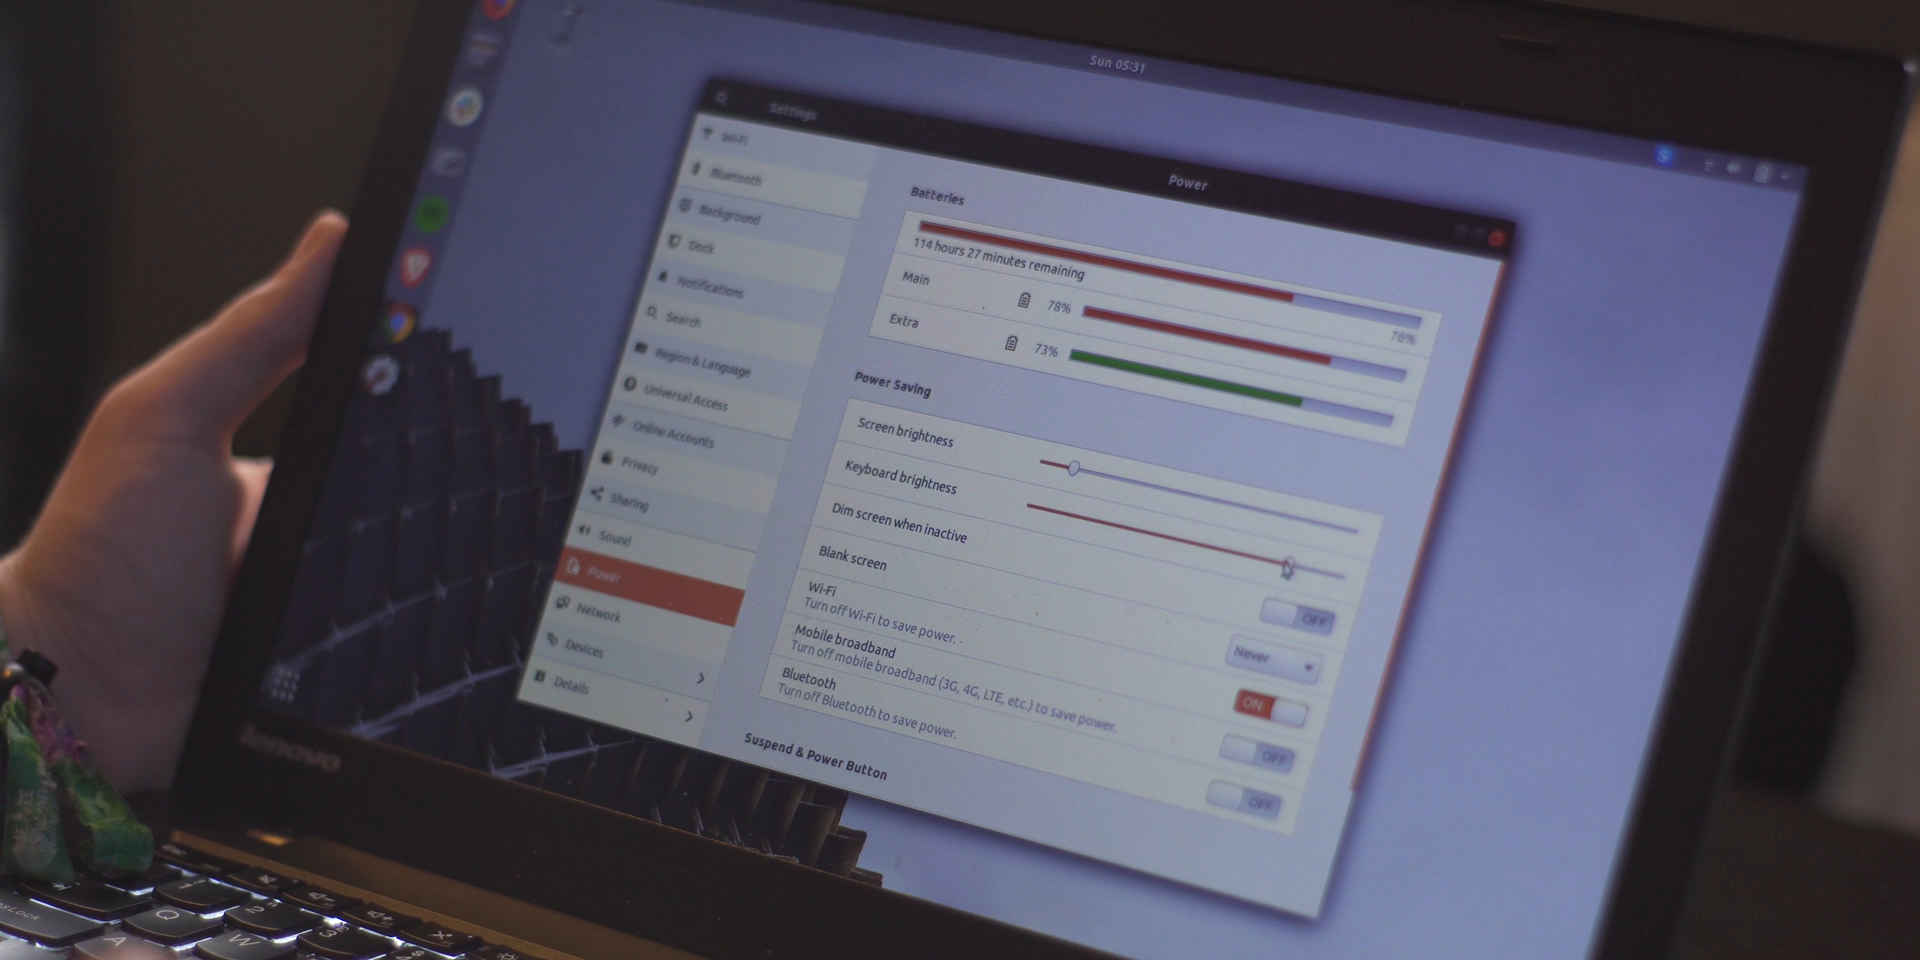 Sun 05:31
Settings
Power
Wi-Fi
Bluetooth
Background
Dock
Notifications
Search
Region & Language
Universal Access
Online Accounts
Privacy
Sharing
Sound
Power
Network
Devices
Details
Batteries
114 hours 27 minutes remaining
76%
Main
78%
Extra
73%
Power Saving
Screen brightness
Keyboard brightness
Dim screen when inactive
OFF
Blank screen
Never
Wi-Fi
Turn off Wi-Fi to save power.
ON
Mobile broadband
Turn off mobile broadband (3G, 4G, LTE, etc.) to save power.
OFF
Bluetooth
Turn off Bluetooth to save power.
OFF
Suspend & Power Button
lenovo
Esc
1
2
3
Q
W
A